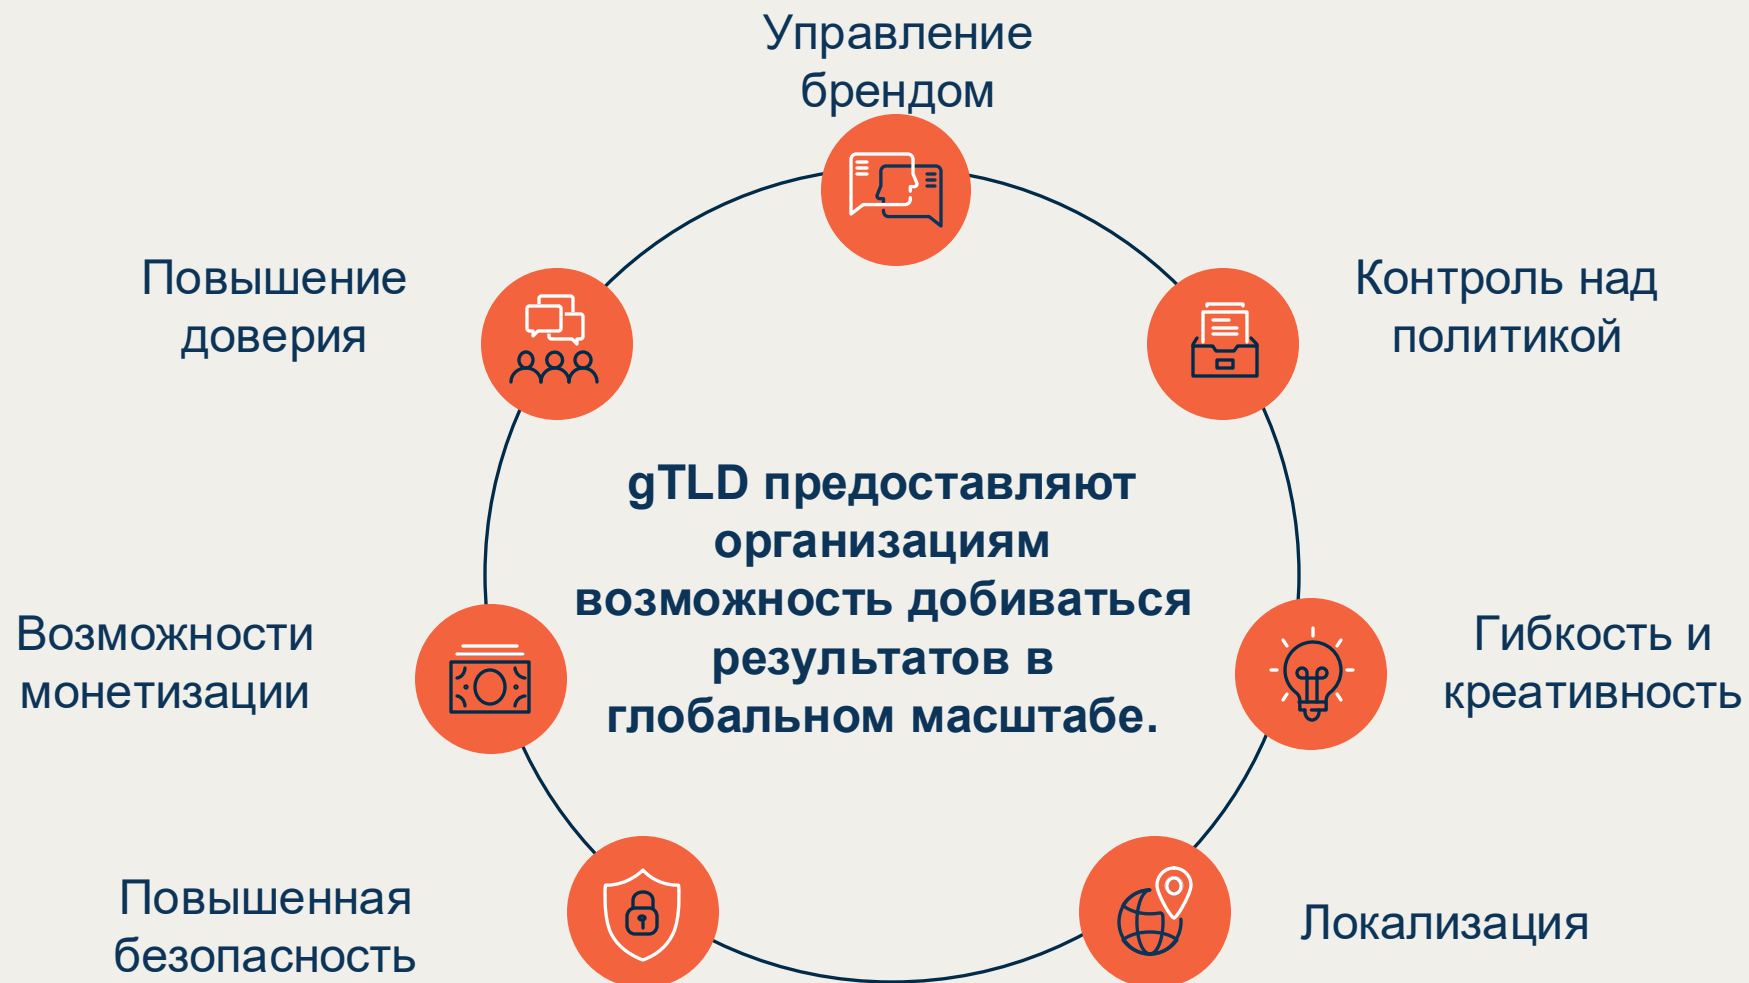 Управление
брендом
Повышение
доверия
Контроль над
политикой
gTLD предоставляют
организациям
возможность добиваться
результатов в
глобальном масштабе.
Возможности
монетизации
Гибкость и
креативность
Повышенная
безопасность
Локализация